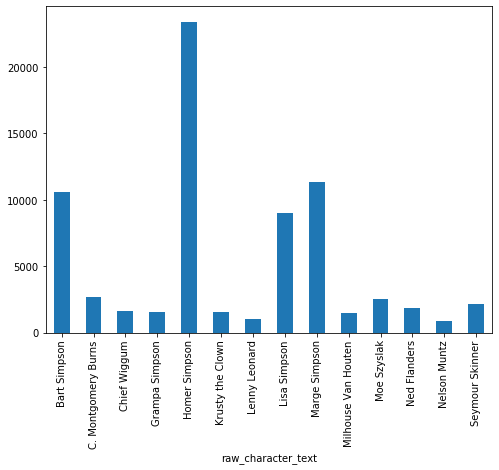 20000
15000
10000
5000
0
Bart Simpson
C. Montgomery Burns
Chief Wiggum
Grampa Simpson
Homer Simpson
Krusty the Clown
Lenny Leonard
Lisa Simpson
Marge Simpson
Milhouse Van Houten
Moe Szyslak
Ned Flanders
Nelson Muntz
Seymour Skinner
raw_character_text